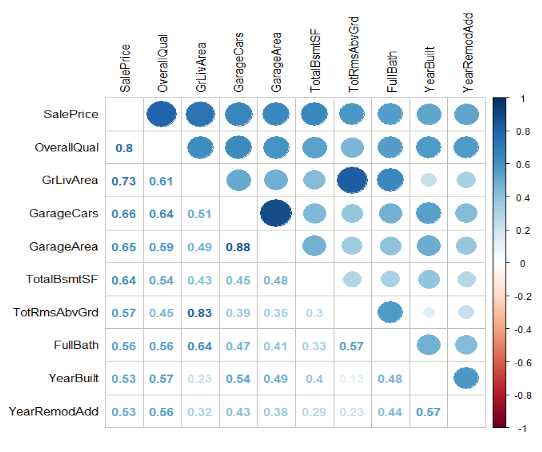 SalePrice OverallQual GrLivArea GarageCars GarageArea TotalBsmtSF TotRmsAbvGrd FullBath YearBuilt YearRemodAdd
SalePrice
OverallQual 0.8
GrLivArea 0.73 0.61
GarageCars 0.66 0.64 0.51
GarageArea 0.65 0.59 0.49 0.88
TotalBsmtSF 0.64 0.54 0.43 0.45 0.48
TotRmsAbvGrd 0.57 0.45 0.83 0.39 0.35 0.3
FullBath 0.56 0.56 0.64 0.47 0.41 0.33 0.57
YearBuilt 0.53 0.57 0.23 0.54 0.49 0.4 0.13 0.48
YearRemodAdd 0.53 0.56 0.32 0.43 0.38 0.29 0.23 0.44 0.57
1
0.8
0.6
0.4
0.2
0
-0.2
-0.4
-0.6
-0.8
-1